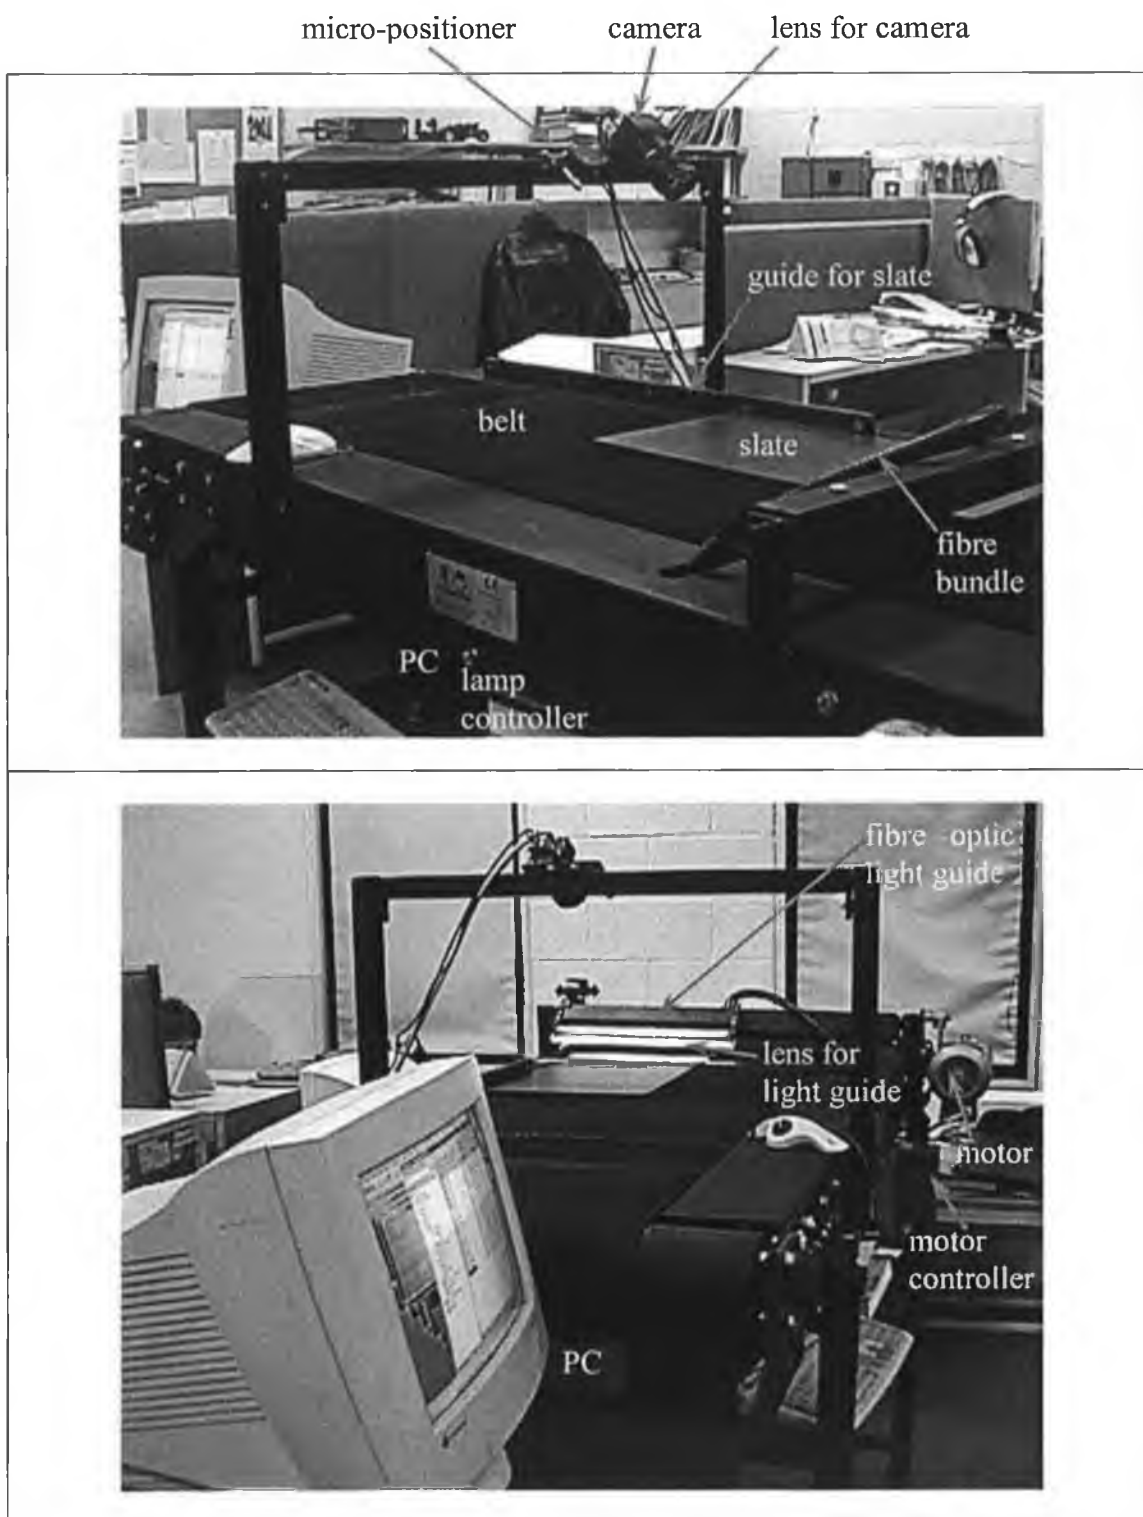 micro-positioner camera lens for camera
guide for slate
belt
slate
fibre
bundle
PC
lamp
controller
fibre optic
light guide
lens for
light guide
motor
motor
controller
PC